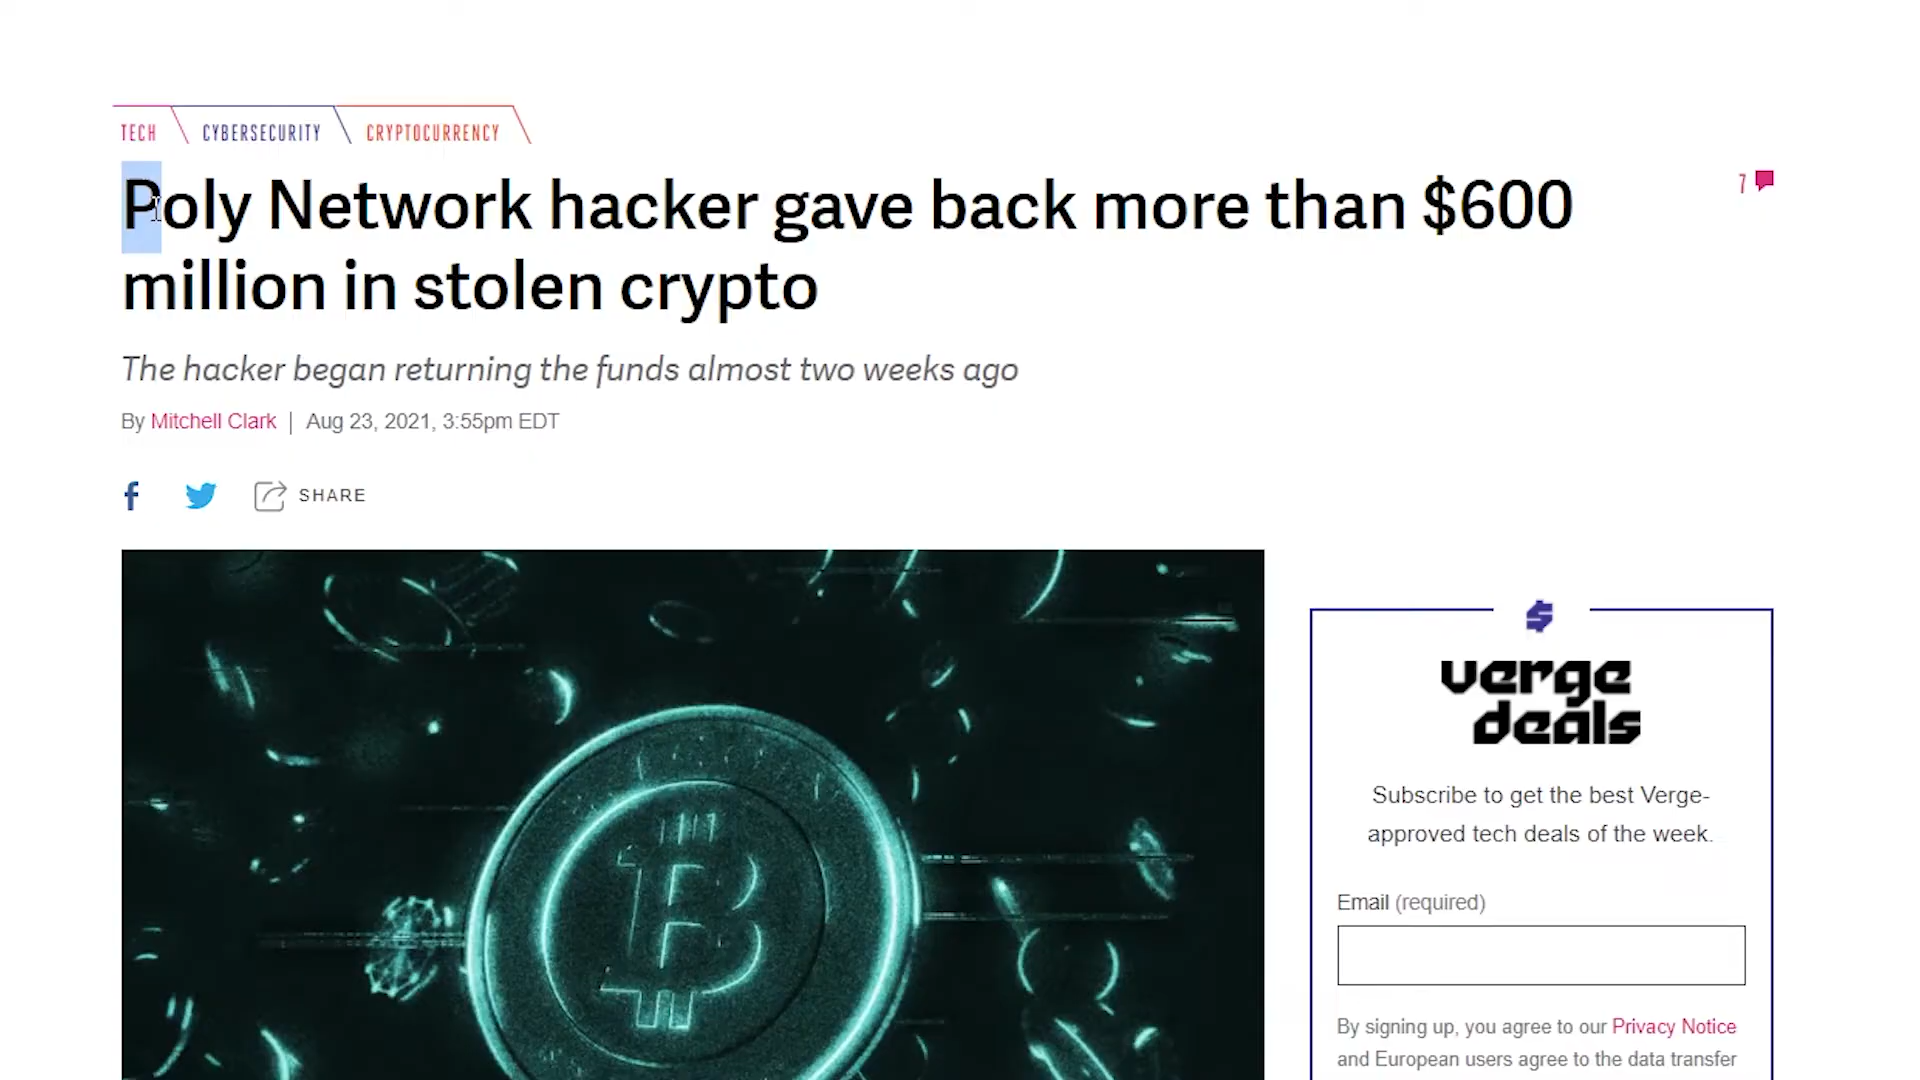 TECH CYBERSECURITY CRYPTOCURRENCY
Poly Network hacker gave back more than $600
million in stolen crypto
7
The hacker began returning the funds almost two weeks ago
By Mitchell Clark | Aug 23, 2021, 3:55pm EDT
SHARE
verge
deals
Subscribe to get the best Verge-
approved tech deals of the week.
Email (required)
By signing up, you agree to our Privacy Notice
and European users agree to the data transfer